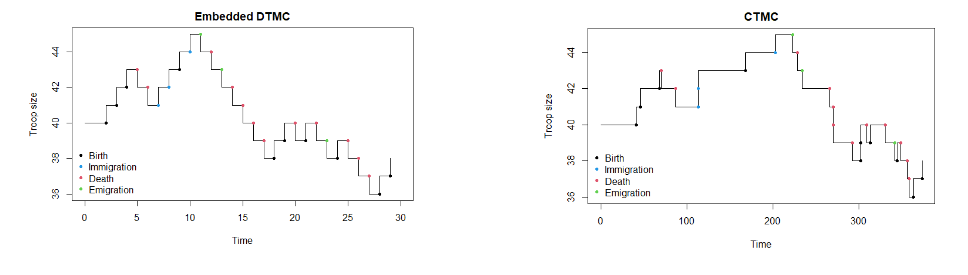 Embedded DTMC
Troop size
44
42
40
38
36
Birth
Immigration
Death
Emigration
0 5 10 15 20 25 30
Time
CTMC
Troop size
44
42
40
38
36
Birth
Immigration
Death
Emigration
0 100 200 300
Time